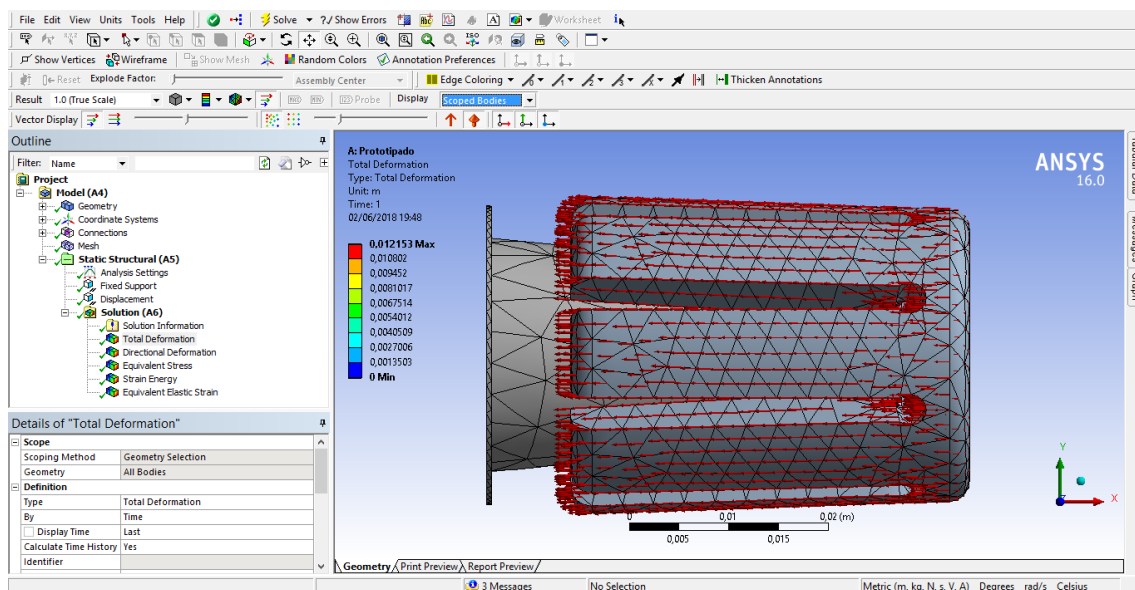 File Edit View Units Tools Help Solve ?/ Show Errors Worksheet
Show Vertices Wireframe Show Mesh Random Colors Annotation Preferences
Reset Explode Factor: Assembly Center Edge Coloring Thicken Annotations
Result 1.0 (True Scale) Probe Display Scoped Bodies
Vector Display
Outline
Filter: Name
Project
Model (A4)
Geometry
Coordinate Systems
Connections
Mesh
Static Structural (A5)
Analysis Settings
Fixed Support
Displacement
Solution (A6)
Solution Information
Total Deformation
Directional Deformation
Equivalent Stress
Strain Energy
Equivalent Elastic Strain
Details of "Total Deformation"
Scope
Scoping Method Geometry Selection
Geometry All Bodies
Definition
Type Total Deformation
By Time
Display Time Last
Calculate Time History Yes
Identifier
A: Prototipado
Total Deformation
Type: Total Deformation
Unit: m
Time: 1
02/06/2018 19:48
0,012153 Max
0,010802
0,009452
0,0081017
0,0067514
0,0054012
0,0040509
0,0027006
0,0013503
0 Min
ANSYS
16.0
Y
X
0 0,01 0,02 (m)
0,005 0,015
Geometry Print Preview Report Preview
3 Messages No Selection Metric (m, kg, N, s, V, A) Degrees rad/s Celsius